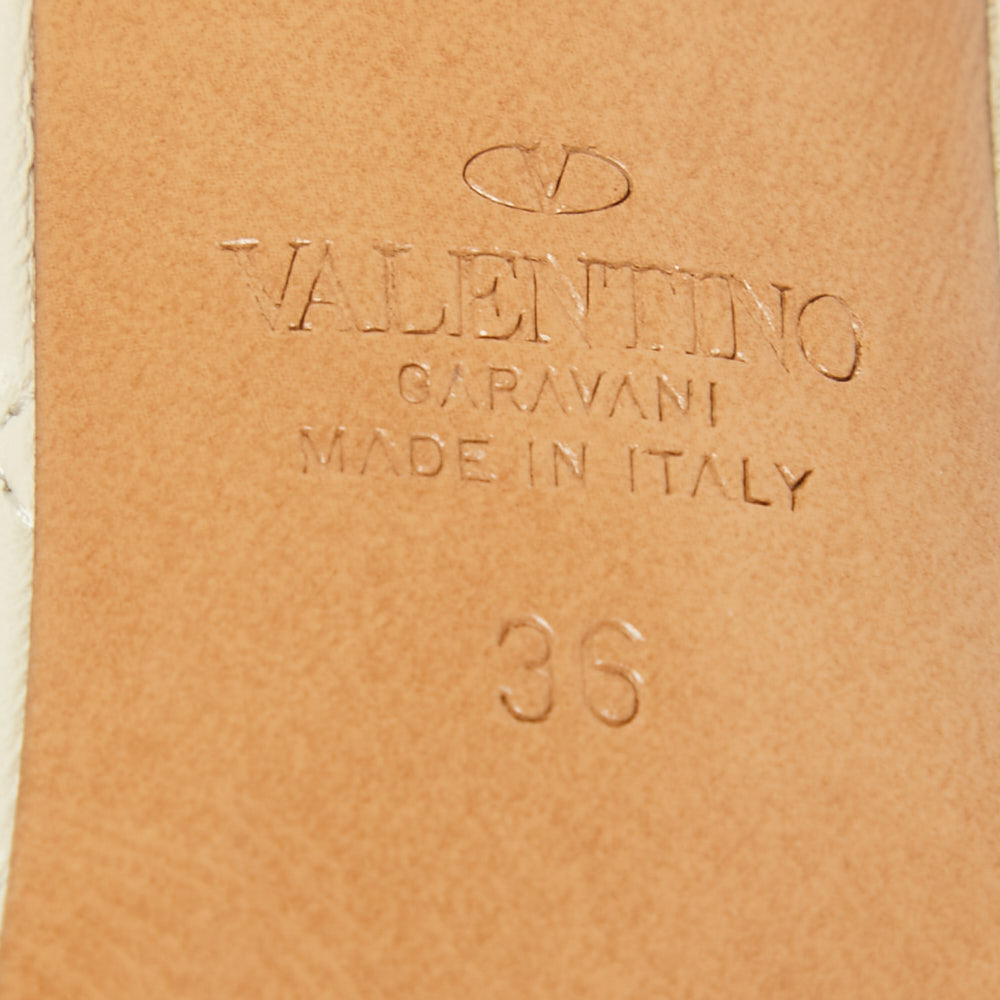 V
VALENTINO
GARAVANI
MADE IN ITALY
36